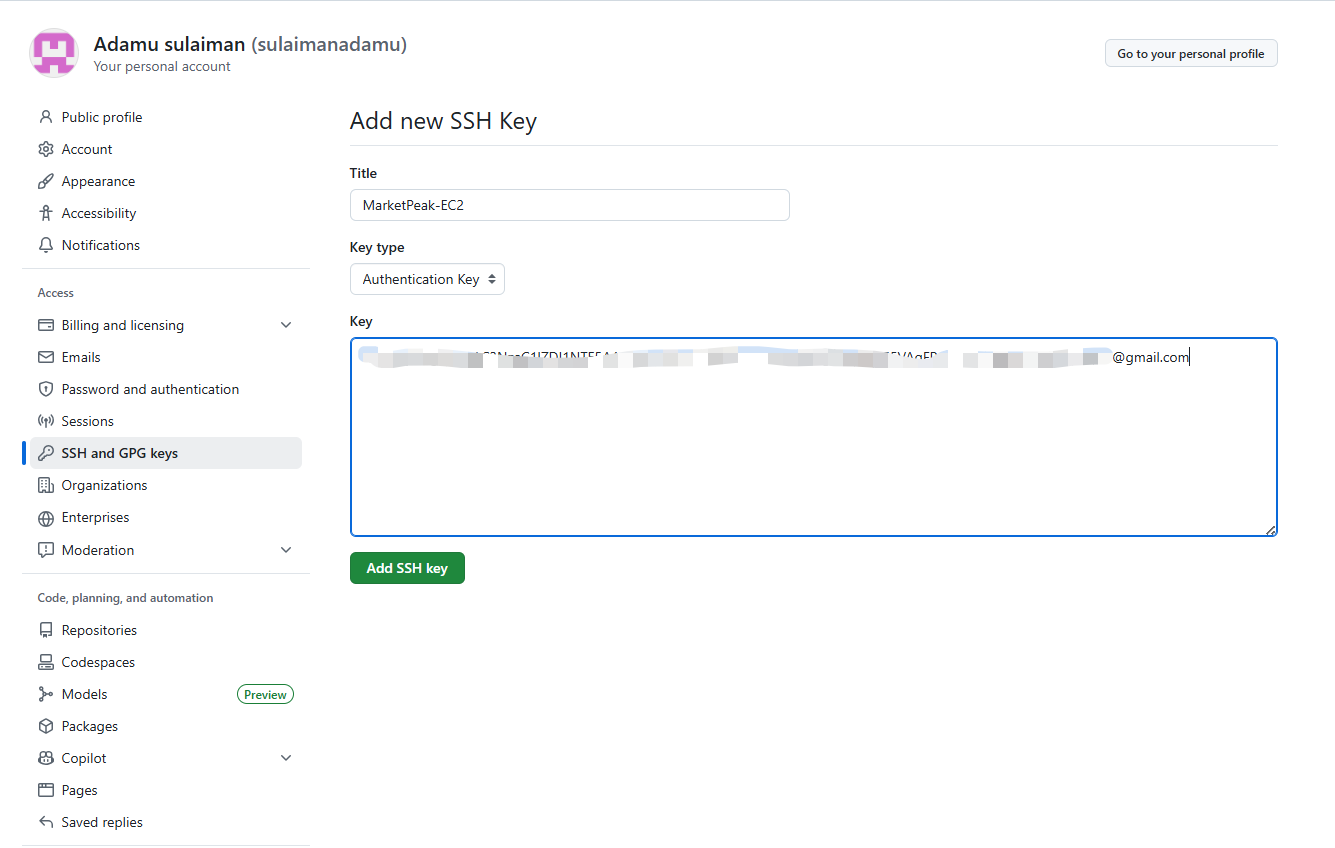 Adamu sulaiman (sulaimanadamu)
Your personal account
Go to your personal profile
Public profile
Account
Appearance
Accessibility
Notifications
Access
Billing and licensing
Emails
Password and authentication
Sessions
SSH and GPG keys
Organizations
Enterprises
Moderation
Code, planning, and automation
Repositories
Codespaces
Models
Preview
Packages
Copilot
Pages
Saved replies
Add new SSH Key
Title
MarketPeak-EC2
Key type
Authentication Key
Key
@gmail.com
Add SSH key